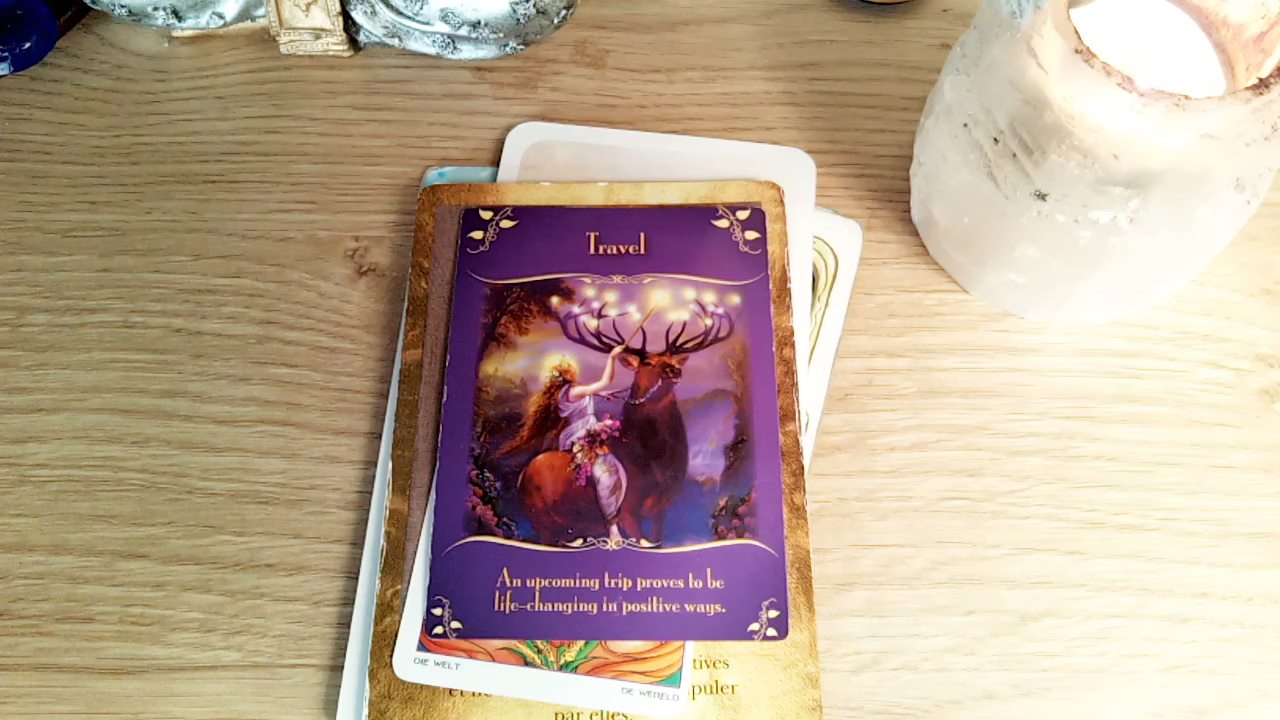 Travel
An upcoming trip proves to be
life-changing in positive ways.
DIE WELT
DE WERELD
tives
puler
par elles.